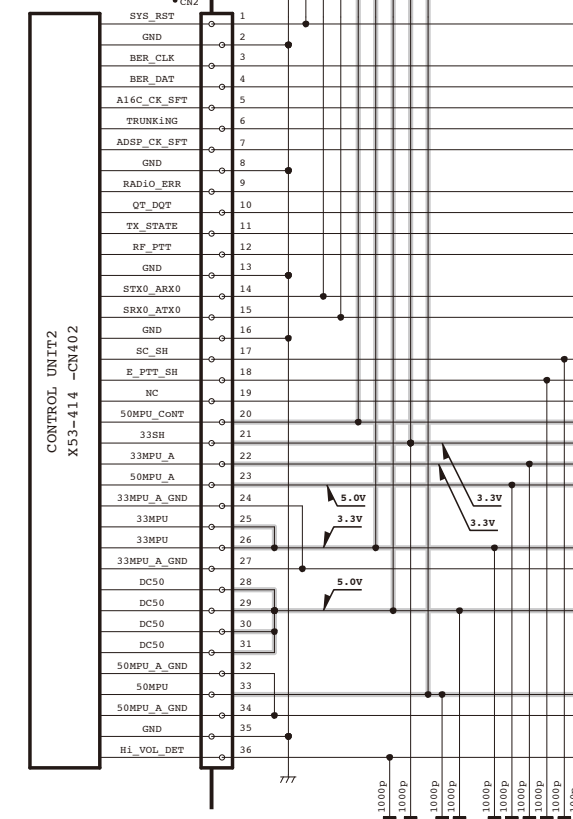 CN2
SYS_RST 1
GND 2
BER_CLK 3
BER_DAT 4
A16C_CK_SFT 5
TRUNKiNG 6
ADSP_CK_SFT 7
GND 8
RADiO_ERR 9
QT_DQT 10
TX_STATE 11
RF_PTT 12
GND 13
STX0_ARX0 14
SRX0_ATX0 15
GND 16
SC_SH 17
E_PTT_SH 18
NC 19
50MPU_CoNT 20
33SH 21
33MPU_A 22
50MPU_A 23
33MPU_A_GND 24
33MPU 25
33MPU 26
33MPU_A_GND 27
DC50 28
DC50 29
DC50 30
DC50 31
50MPU_A_GND 32
50MPU 33
50MPU_A_GND 34
GND 35
Hi_VOL_DET 36
CONTROL UNIT2
X53-414 -CN402
5.0V
3.3V
3.3V
3.3V
5.0V
1000p
1000p
1000p
1000p
1000p
1000p
1000p
1000p
1000p